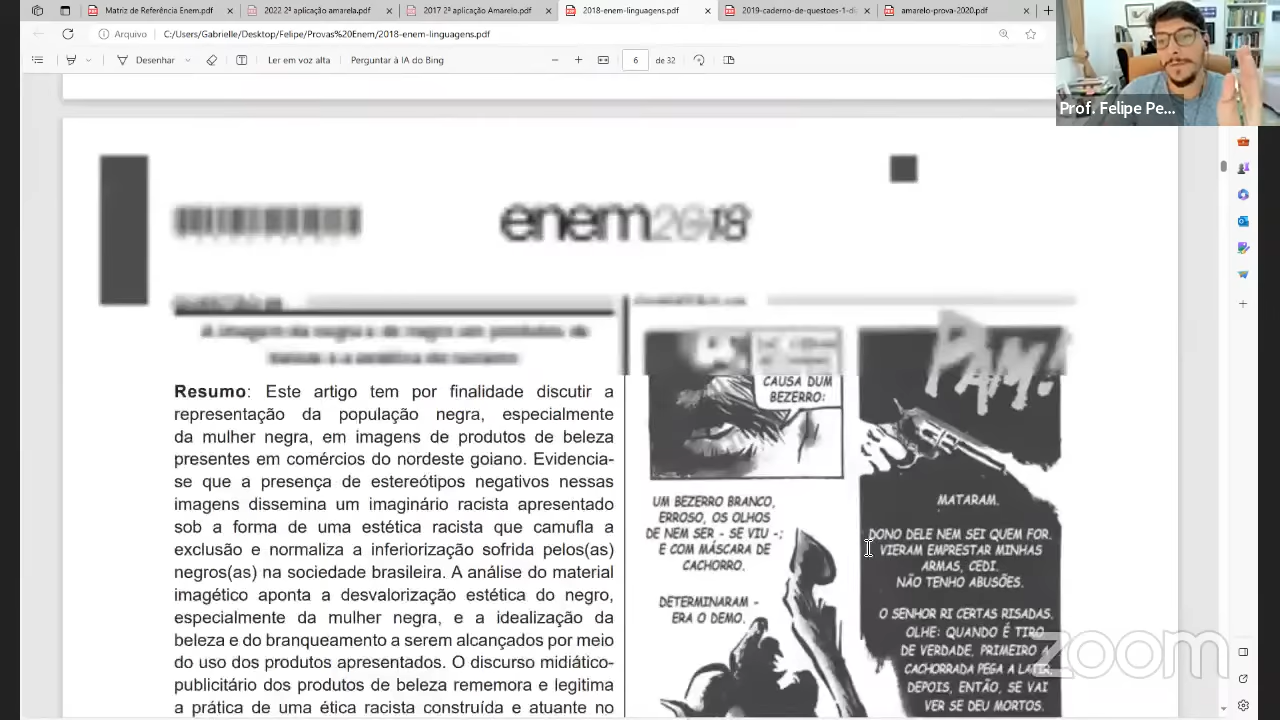 Matriz de Referência Enem.pdf
2022.2ª aplicação amarela.pdf
2017 2ª aplicação Amarelo.pdf
2018-enem-linguagens.pdf
2019-caderno-de-questoes-1-di
amarelo-prova-2020.pdf
Arquivo
C:/Users/Gabrielle/Desktop/Felipe/Provas%20Enem/2018-enem-linguagens.pdf
Desenhar
Ler em voz alta
Perguntar à IA do Bing
6
de 32
Prof. Felipe Pe...
enem2018
Resumo: Este artigo tem por finalidade discutir a
representação da população negra, especialmente
da mulher negra, em imagens de produtos de beleza
presentes em comércios do nordeste goiano. Evidencia-
se que a presença de estereótipos negativos nessas
imagens dissemina um imaginário racista apresentado
sob a forma de uma estética racista que camufla a
exclusão e normaliza a inferiorização sofrida pelos(as)
negros(as) na sociedade brasileira. A análise do material
imagético aponta a desvalorização estética do negro,
especialmente da mulher negra, e a idealização da
beleza e do branqueamento a serem alcançados por meio
do uso dos produtos apresentados. O discurso midiático-
publicitário dos produtos de beleza rememora e legitima
a prática de uma ética racista construída e atuante no
CAUSA DUM
BEZERRO:
UM BEZERRO BRANCO,
ERROSO, OS OLHOS
DE NEM SER - SE VIU -;
E COM MÁSCARA DE
CACHORRO.
DETERMINARAM -
ERA O DEMO.
PAM!
MATARAM.
DONO DELE NEM SEI QUEM FOR.
VIERAM EMPRESTAR MINHAS
ARMAS, CEDI.
NÃO TENHO ABUSÕES.
O SENHOR RI CERTAS RISADAS.
OLHE: QUANDO É TIRO
DE VERDADE, PRIMEIRO A
CACHORRADA PEGA A LATIR,
DEPOIS, ENTÃO, SE VAI
VER SE DEU MORTOS.
zoom